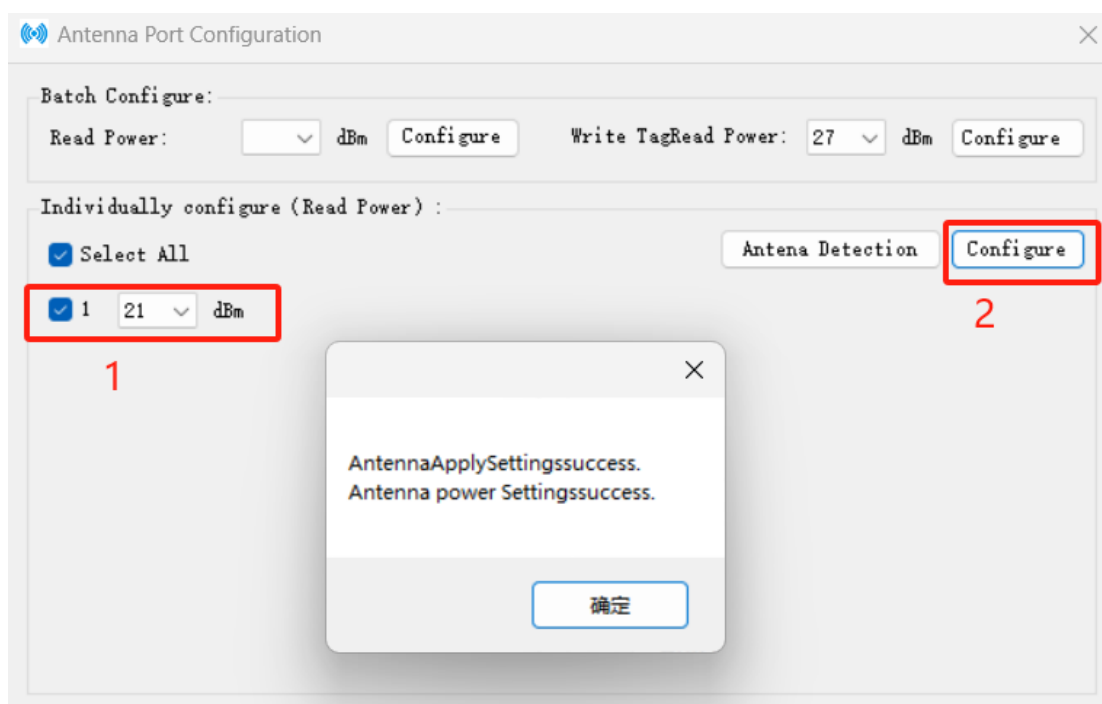 Antenna Port Configuration
Batch Configure:
Read Power: dBm Configure Write TagRead Power: 27 dBm Configure
Individually configure (Read Power) :
Select All Antena Detection Configure
1 21 dBm
1 2
AntennaApplySettingssuccess.
Antenna power Settingssuccess.
确定